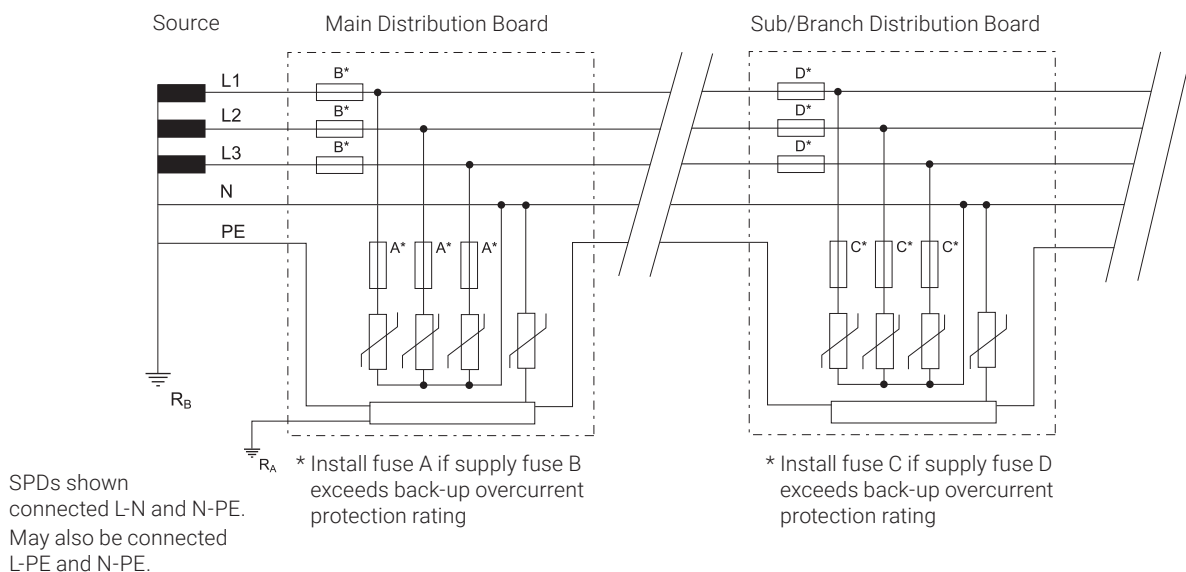 Source
Main Distribution Board
Sub/Branch Distribution Board
L1
B*
D*
L2
B*
D*
L3
B*
D*
N
PE
A*
A*
A*
C*
C*
C*
RB
RA
* Install fuse A if supply fuse B
exceeds back-up overcurrent
protection rating
* Install fuse C if supply fuse D
exceeds back-up overcurrent
protection rating
SPDs shown
connected L-N and N-PE.
May also be connected
L-PE and N-PE.